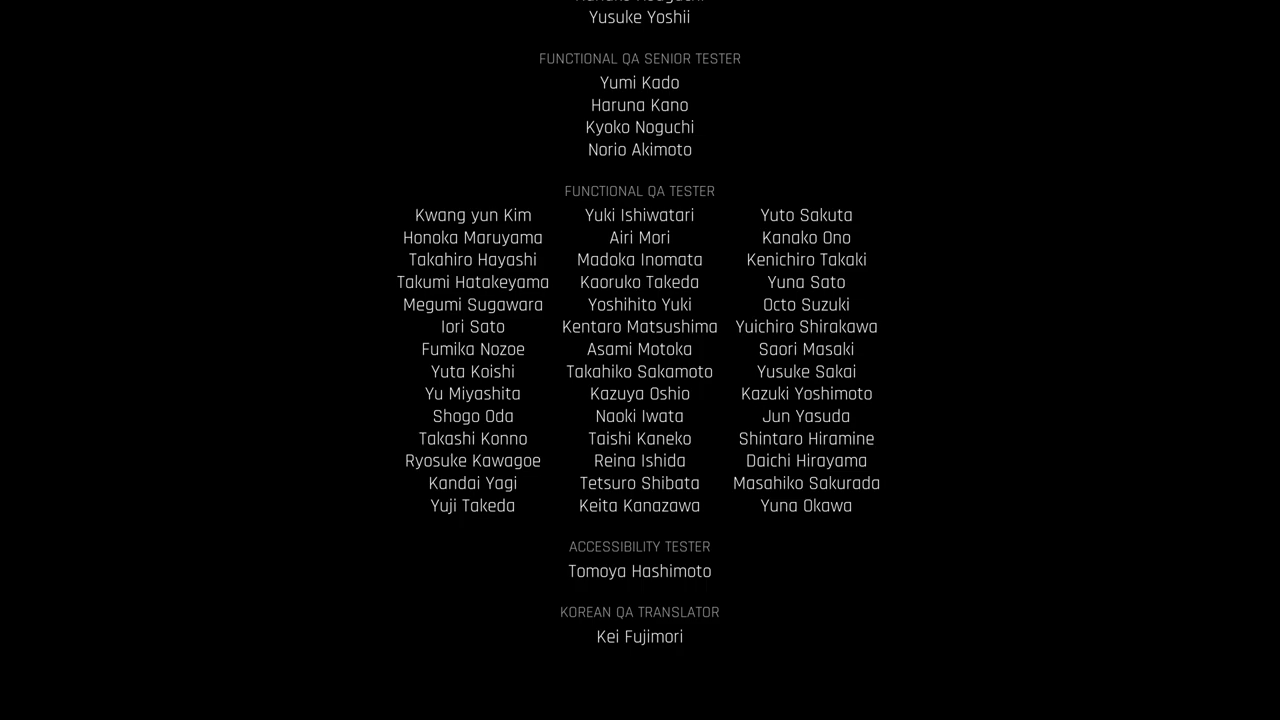 Yusuke Yoshii
FUNCTIONAL QA SENIOR TESTER
Yumi Kado
Haruna Kano
Kyoko Noguchi
Norio Akimoto
FUNCTIONAL QA TESTER
Kwang yun Kim Yuki Ishiwatari Yuto Sakuta
Honoka Maruyama Airi Mori Kanako Ono
Takahiro Hayashi Madoka Inomata Kenichiro Takaki
Takumi Hatakeyama Kaoruko Takeda Yuna Sato
Megumi Sugawara Yoshihito Yuki Octo Suzuki
Iori Sato Kentaro Matsushima Yuichiro Shirakawa
Fumika Nozoe Asami Motoka Saori Masaki
Yuta Koishi Takahiko Sakamoto Yusuke Sakai
Yu Miyashita Kazuya Oshio Kazuki Yoshimoto
Shogo Oda Naoki Iwata Jun Yasuda
Takashi Konno Taishi Kaneko Shintaro Hiramine
Ryosuke Kawagoe Reina Ishida Daichi Hirayama
Kandai Yagi Tetsuro Shibata Masahiko Sakurada
Yuji Takeda Keita Kanazawa Yuna Okawa
ACCESSIBILITY TESTER
Tomoya Hashimoto
KOREAN QA TRANSLATOR
Kei Fujimori